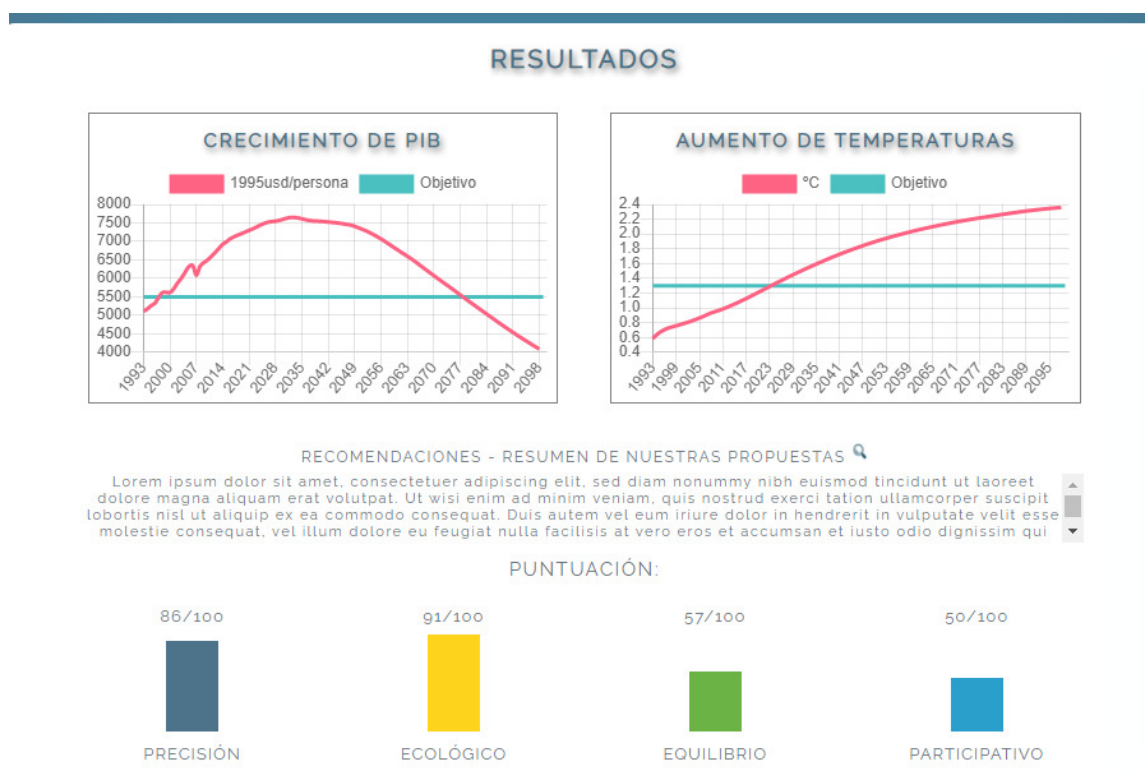 RESULTADOS
CRECIMIENTO DE PIB
1995usd/persona Objetivo
8000
7500
7000
6500
6000
5500
5000
4500
4000
1993 2000 2007 2014 2021 2028 2035 2042 2049 2056 2063 2070 2077 2084 2091 2098
AUMENTO DE TEMPERATURAS
ºC Objetivo
2.4
2.2
2.0
1.8
1.6
1.4
1.2
1.0
0.8
0.6
0.4
1993 1999 2005 2011 2017 2023 2029 2035 2041 2047 2053 2059 2065 2071 2077 2083 2089 2095
RECOMENDACIONES - RESUMEN DE NUESTRAS PROPUESTAS
Lorem ipsum dolor sit amet, consectetuer adipiscing elit, sed diam nonummy nibh euismod tincidunt ut laoreet
dolore magna aliquam erat volutpat. Ut wisi enim ad minim veniam, quis nostrud exerci tation ullamcorper suscipit
lobortis nisl ut aliquip ex ea commodo consequat. Duis autem vel eum iriure dolor in hendrerit in vulputate velit esse
molestie consequat, vel illum dolore eu feugiat nulla facilisis at vero eros et accumsan et iusto odio dignissim qui
PUNTUACIÓN:
86/100 91/100 57/100 50/100
PRECISIÓN ECOLÓGICO EQUILIBRIO PARTICIPATIVO